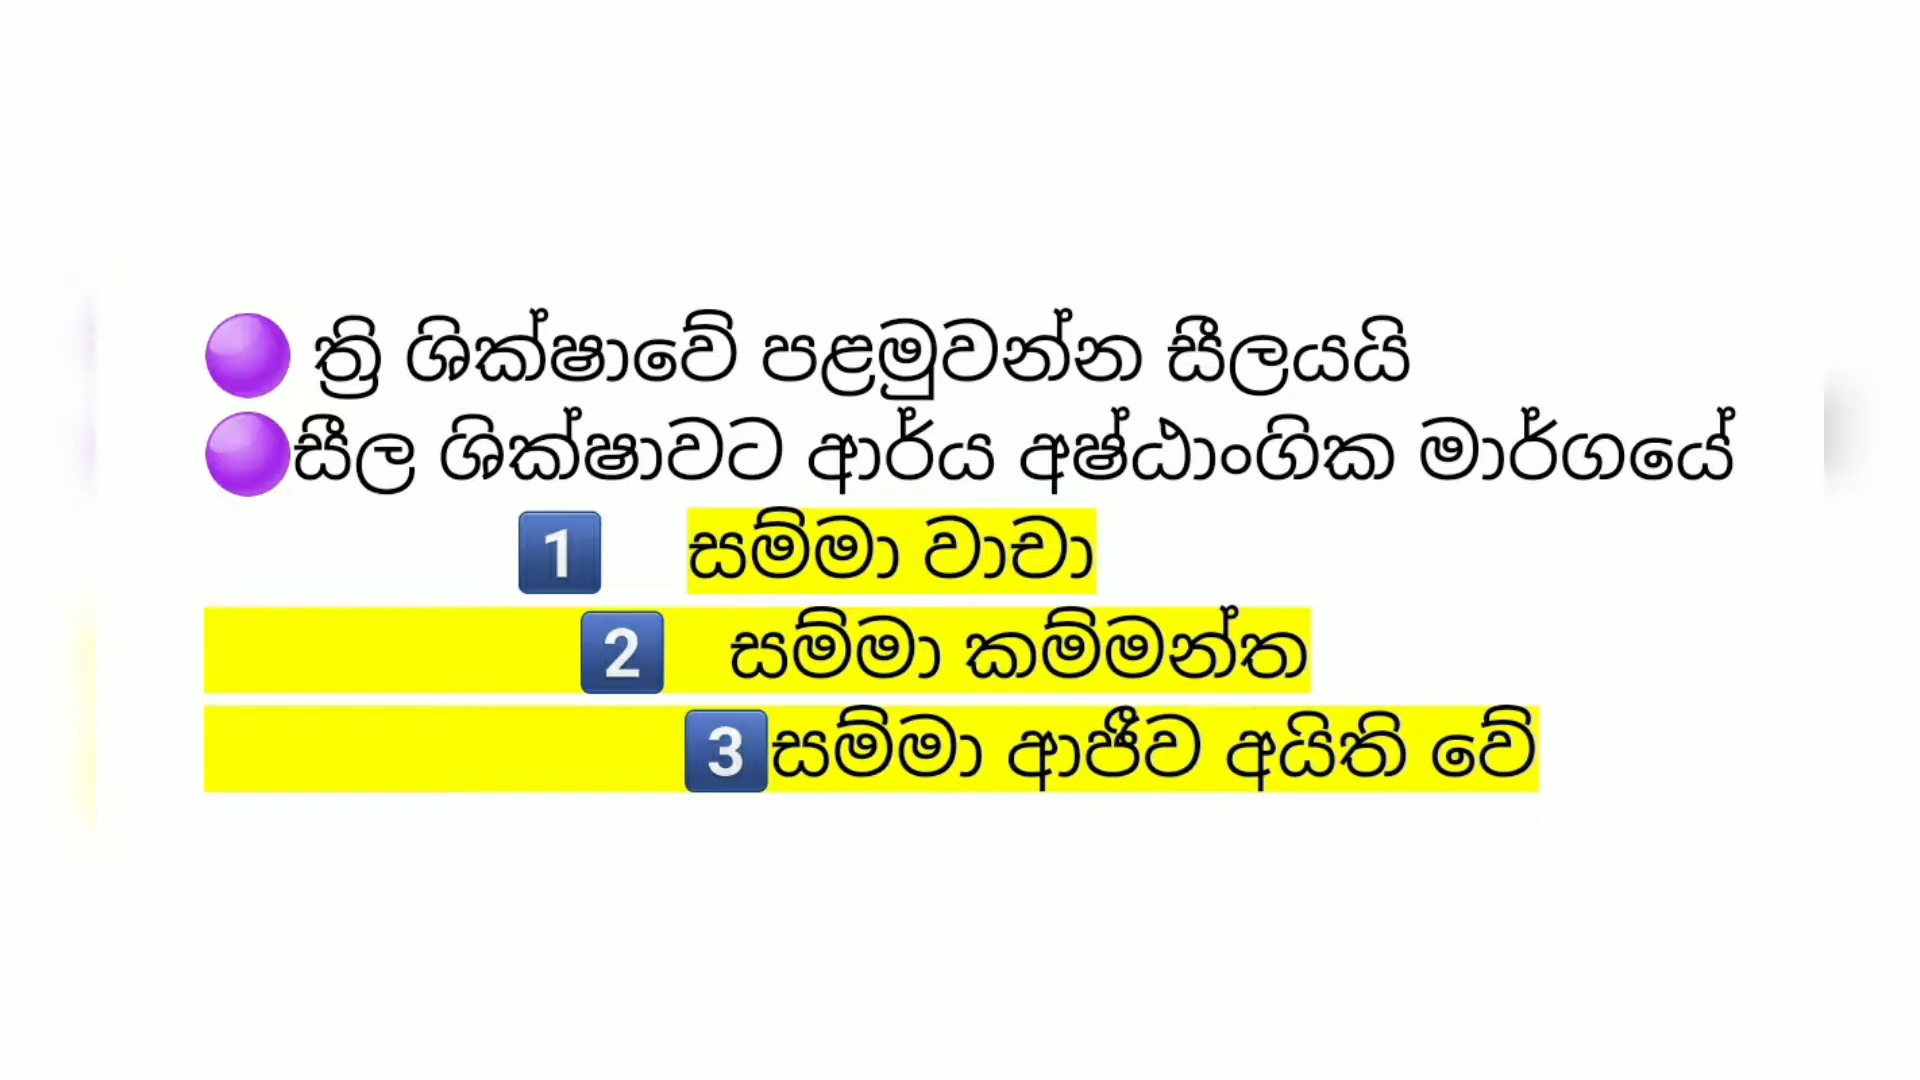 🟣 ත්‍රි ශික්ෂාවේ පළමුවන්න සීලයයි
🟣සීල ශික්ෂාවට ආර්ය අෂ්ඨාංගික මාර්ගයේ
1️⃣ සම්මා වාචා
2️⃣ සම්මා කම්මන්ත
3️⃣සම්මා ආජීව අයිති වේ